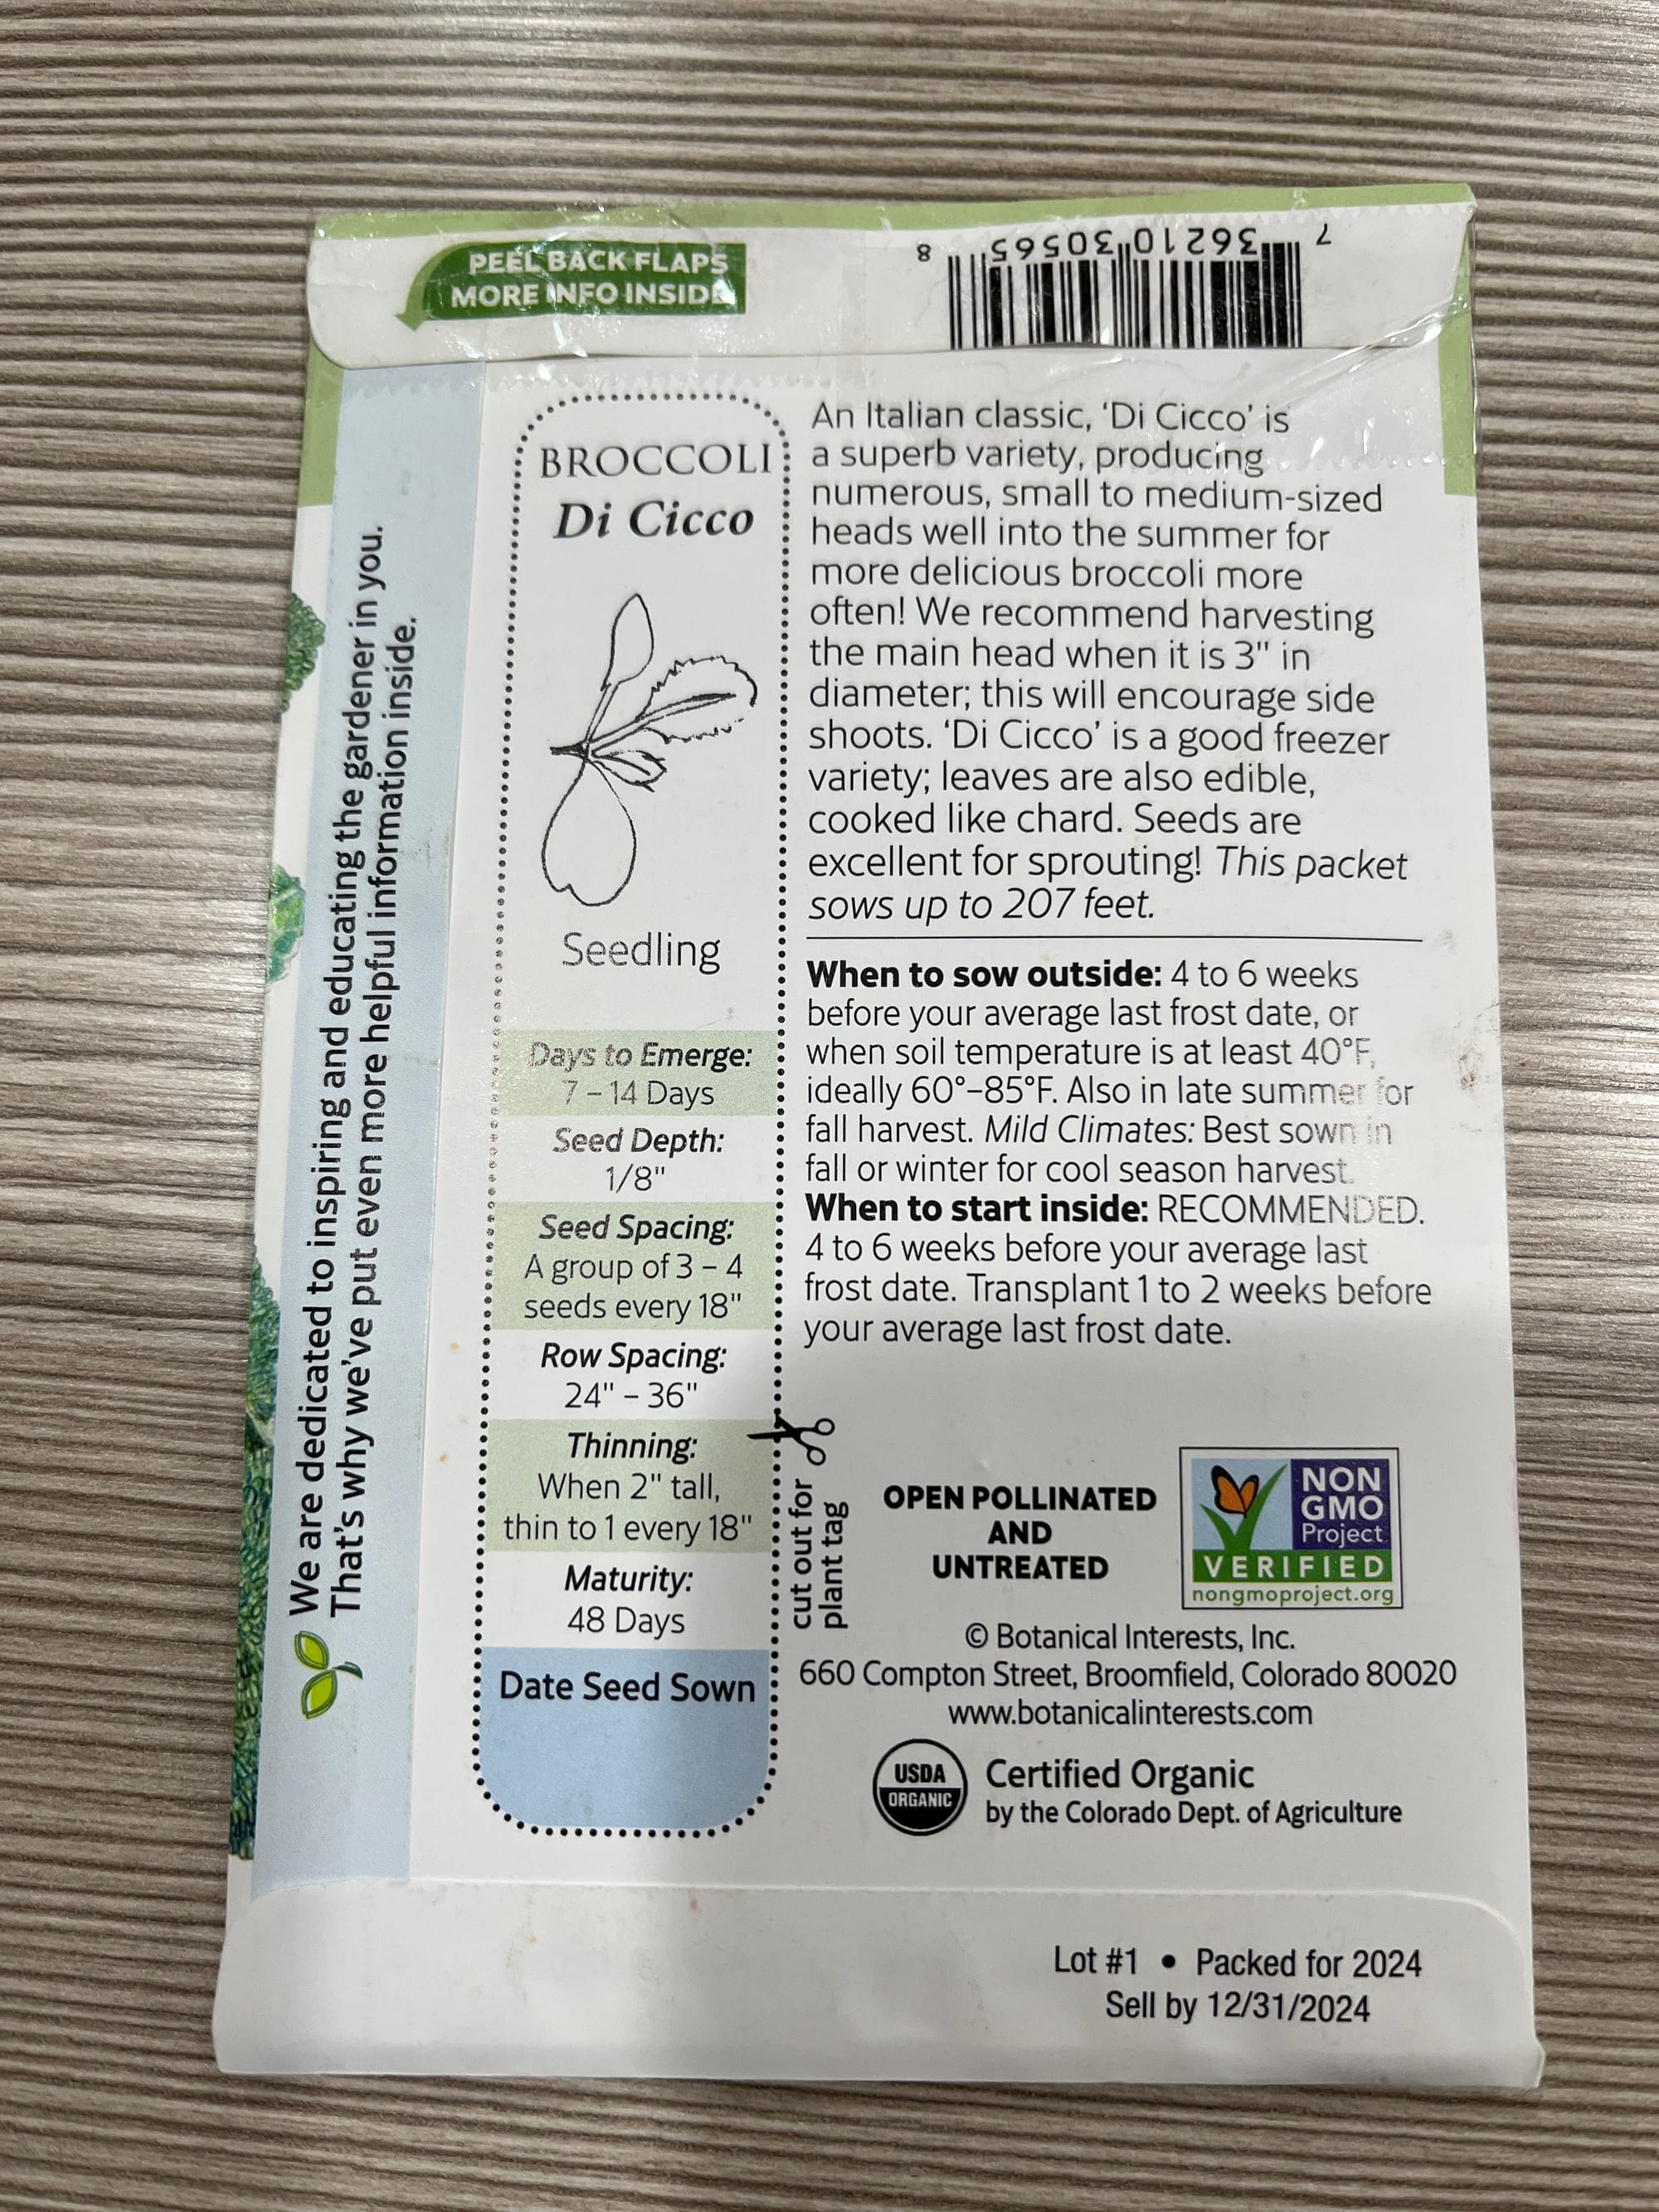 PEEL BACK FLAPS
MORE INFO INSIDE
7 36210 30565 8
We are dedicated to inspiring and educating the gardener in you.
That's why we've put even more helpful information inside.
BROCCOLI
Di Cicco
Seedling
Days to Emerge:
7 – 14 Days
Seed Depth:
1/8"
Seed Spacing:
A group of 3 – 4
seeds every 18"
Row Spacing:
24" – 36"
Thinning:
When 2" tall,
thin to 1 every 18"
Maturity:
48 Days
Date Seed Sown
cut out for
plant tag
An Italian classic, ‘Di Cicco’ is
a superb variety, producing
numerous, small to medium-sized
heads well into the summer for
more delicious broccoli more
often! We recommend harvesting
the main head when it is 3" in
diameter; this will encourage side
shoots. ‘Di Cicco’ is a good freezer
variety; leaves are also edible,
cooked like chard. Seeds are
excellent for sprouting! This packet
sows up to 207 feet.
When to sow outside: 4 to 6 weeks
before your average last frost date, or
when soil temperature is at least 40°F,
ideally 60°–85°F. Also in late summer for
fall harvest. Mild Climates: Best sown in
fall or winter for cool season harvest.
When to start inside: RECOMMENDED.
4 to 6 weeks before your average last
frost date. Transplant 1 to 2 weeks before
your average last frost date.
OPEN POLLINATED
AND
UNTREATED
NON
GMO
Project
VERIFIED
nongmoproject.org
© Botanical Interests, Inc.
660 Compton Street, Broomfield, Colorado 80020
www.botanicalinterests.com
USDA
ORGANIC
Certified Organic
by the Colorado Dept. of Agriculture
Lot #1 • Packed for 2024
Sell by 12/31/2024